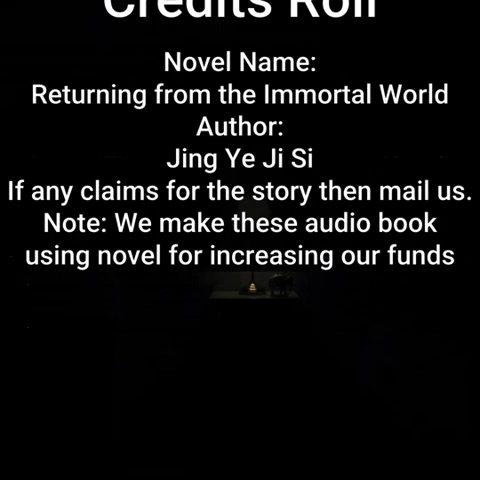 Credits Roll
Novel Name:
Returning from the Immortal World
Author:
Jing Ye Ji Si
If any claims for the story then mail us.
Note: We make these audio book
using novel for increasing our funds